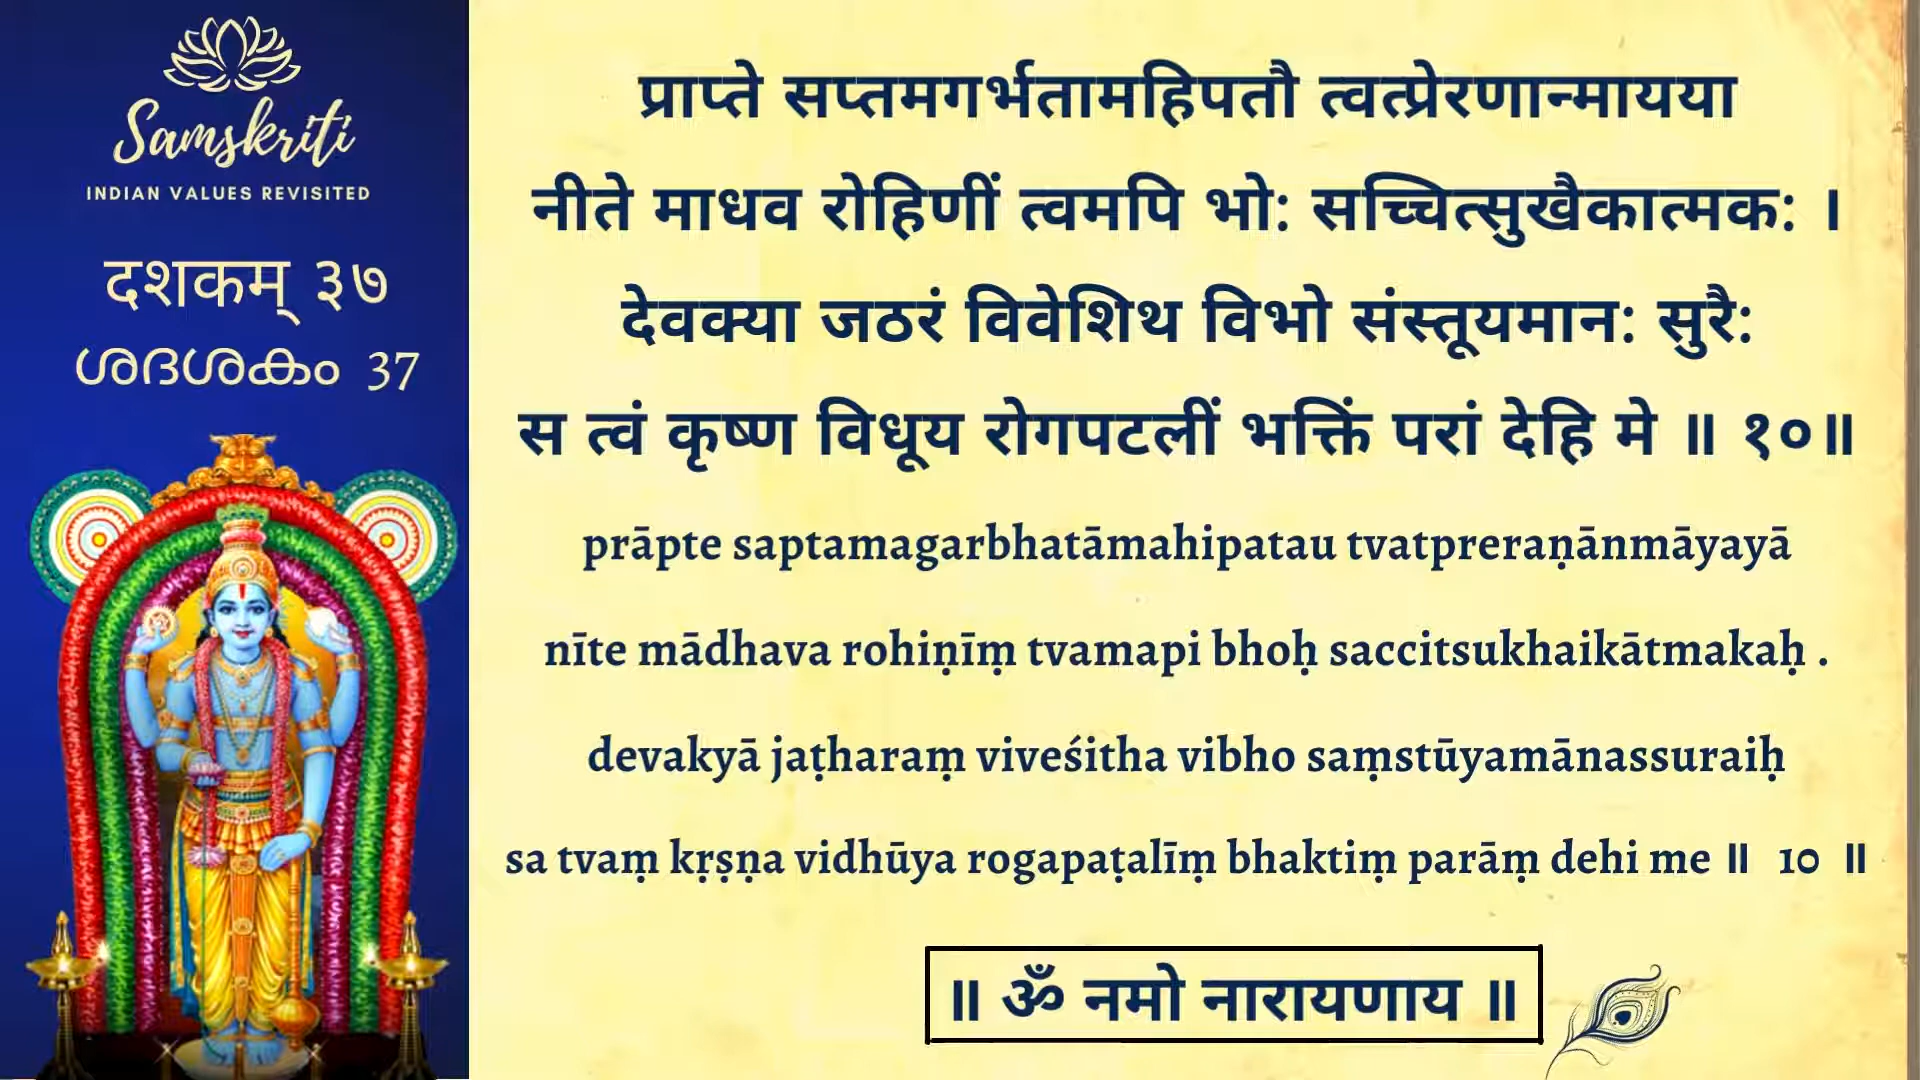 Samskriti
INDIAN VALUES REVISITED
दशकम् ३७
ശദശകം 37
प्राप्ते सप्तमगर्भतामहिपतौ त्वत्प्रेरणान्मायया
नीते माधव रोहिणीं त्वमपि भो: सच्चित्सुखैकात्मक: ।
देवक्या जठरं विवेशिथ विभो संस्तूयमान: सुरै:
स त्वं कृष्ण विधूय रोगपटलीं भक्तिं परां देहि मे ॥ १०॥
prāpte saptamagarbhatāmahipatau tvatpreraṇānmāyayā
nīte mādhava rohiṇīṃ tvamapi bhoḥ saccitsukhaikātmakaḥ .
devakyā jaṭharaṃ viveśitha vibho saṃstūyamānassuraiḥ
sa tvaṃ kṛṣṇa vidhūya rogapaṭalīṃ bhaktiṃ parāṃ dehi me ॥ 10 ॥
॥ ॐ नमो नारायणाय ॥